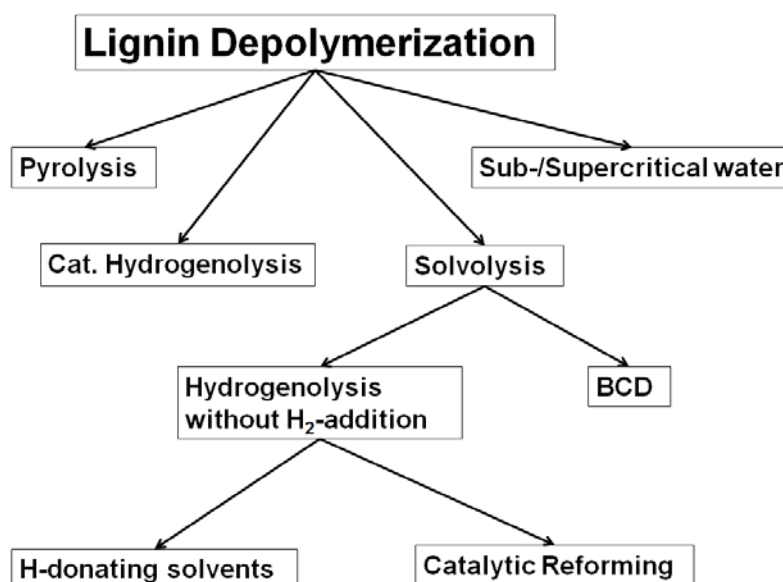 Lignin Depolymerization
Pyrolysis
Sub-/Supercritical water
Cat. Hydrogenolysis
Solvolysis
Hydrogenolysis
without H₂-addition
BCD
H-donating solvents
Catalytic Reforming